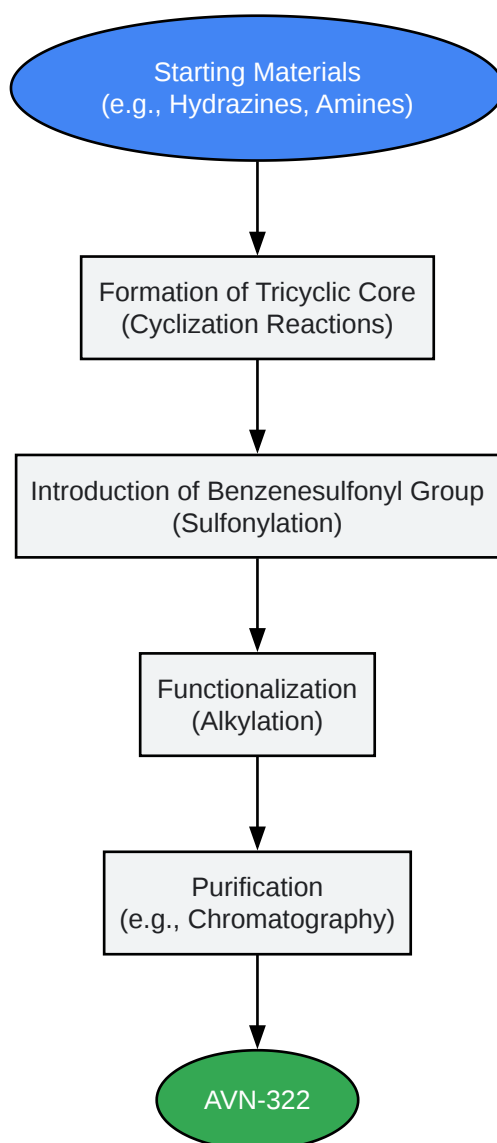 Starting Materials
(e.g., Hydrazines, Amines)
Formation of Tricyclic Core
(Cyclization Reactions)
Introduction of Benzenesulfonyl Group
(Sulfonylation)
Functionalization
(Alkylation)
Purification
(e.g., Chromatography)
AVN-322